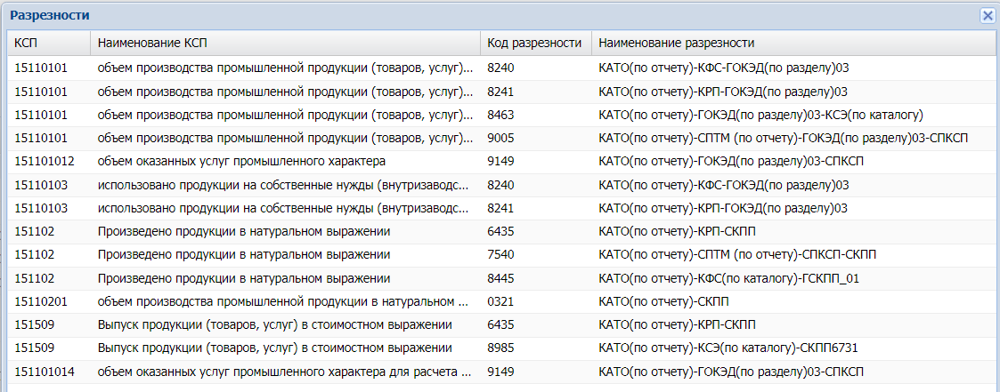 Разрезности
КСП Наименование КСП Код разрезности Наименование разрезности
15110101 объем производства промышленной продукции (товаров, услуг)... 8240 КАТО(по отчету)-КФС-ГОКЭД(по разделу)03
15110101 объем производства промышленной продукции (товаров, услуг)... 8241 КАТО(по отчету)-КРП-ГОКЭД(по разделу)03
15110101 объем производства промышленной продукции (товаров, услуг)... 8463 КАТО(по отчету)-ГОКЭД(по разделу)03-КСЭ(по каталогу)
15110101 объем производства промышленной продукции (товаров, услуг)... 9005 КАТО(по отчету)-СПТМ (по отчету)-ГОКЭД(по разделу)03-СПКСП
151101012 объем оказанных услуг промышленного характера 9149 КАТО(по отчету)-ГОКЭД(по разделу)03-СПКСП
15110103 использовано продукции на собственные нужды (внутризаводс... 8240 КАТО(по отчету)-КФС-ГОКЭД(по разделу)03
15110103 использовано продукции на собственные нужды (внутризаводс... 8241 КАТО(по отчету)-КРП-ГОКЭД(по разделу)03
151102 Произведено продукции в натуральном выражении 6435 КАТО(по отчету)-КРП-СКПП
151102 Произведено продукции в натуральном выражении 7540 КАТО(по отчету)-СПТМ (по отчету)-СПКСП-СКПП
151102 Произведено продукции в натуральном выражении 8445 КАТО(по отчету)-КФС(по каталогу)-ГСКПП_01
15110201 объем производства промышленной продукции в натуральном ... 0321 КАТО(по отчету)-СКПП
151509 Выпуск продукции (товаров, услуг) в стоимостном выражении 6435 КАТО(по отчету)-КРП-СКПП
151509 Выпуск продукции (товаров, услуг) в стоимостном выражении 8985 КАТО(по отчету)-КСЭ(по каталогу)-СКПП6731
151101014 объем оказанных услуг промышленного характера для расчета ... 9149 КАТО(по отчету)-ГОКЭД(по разделу)03-СПКСП